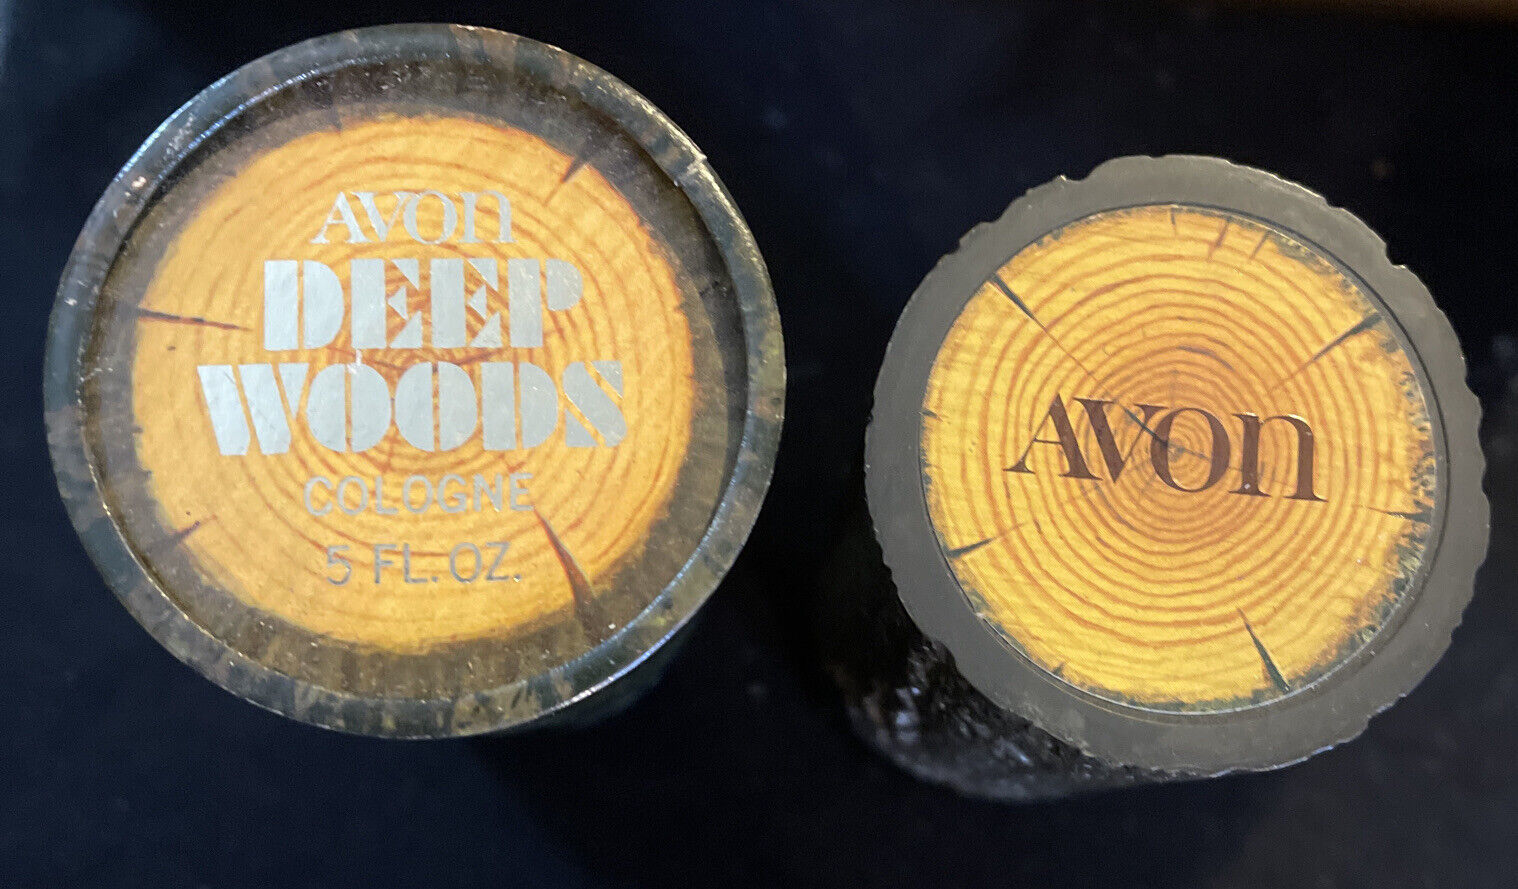 AVON
DEEP
WOODS
COLOGNE
5 FL. OZ.
AVON